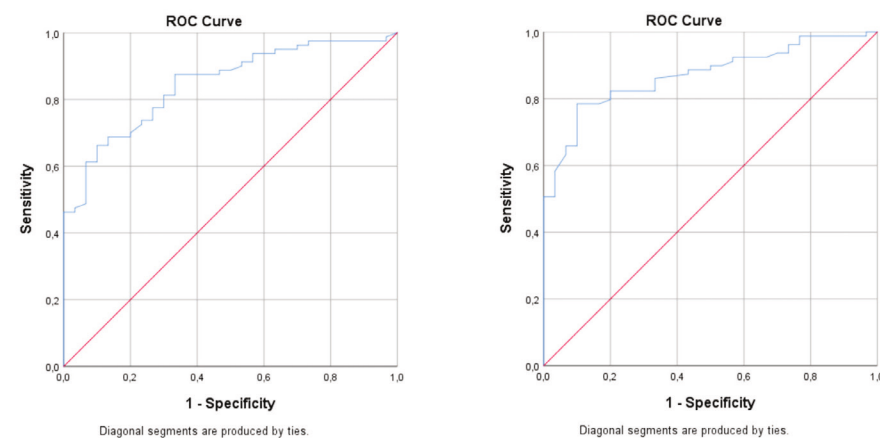 ROC Curve
1,0
0,8
0,6
0,4
0,2
0,0
Sensitivity
0,0 0,2 0,4 0,6 0,8 1,0
1 - Specificity
Diagonal segments are produced by ties.
ROC Curve
1,0
0,8
0,6
0,4
0,2
0,0
Sensitivity
0,0 0,2 0,4 0,6 0,8 1,0
1 - Specificity
Diagonal segments are produced by ties.